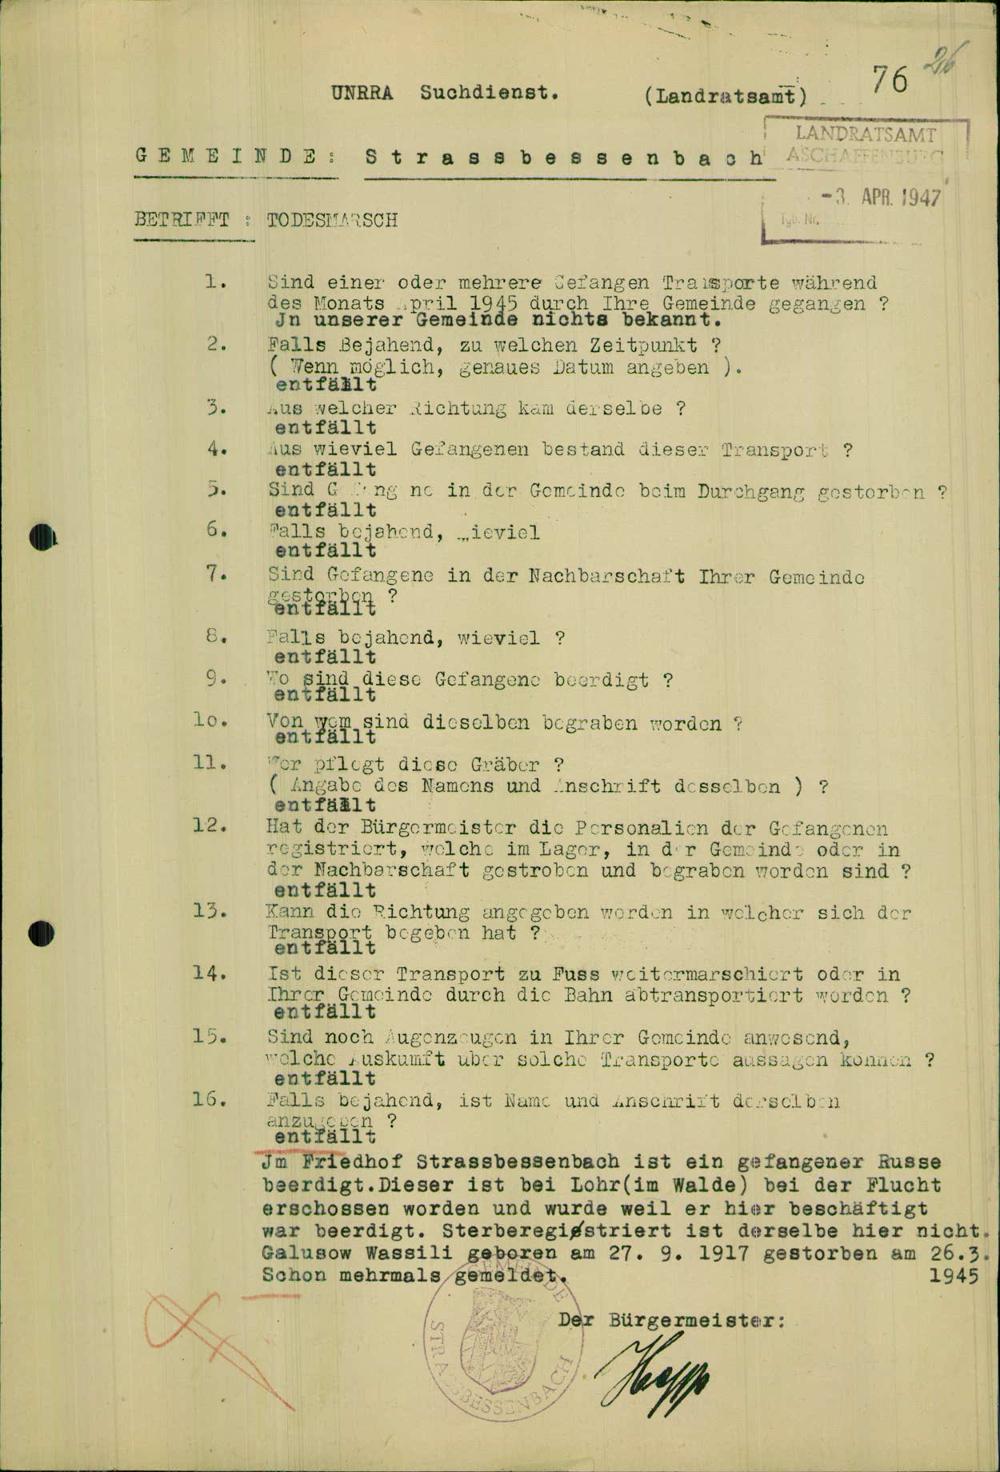 76 26
UNRRA Suchdienst. (Landratsamt)
LANDRATSAMT
ASCHAFFENBURG
GEMEINDE: Strassbessenbach
-3. APR. 1947
Tgb. Nr.
BETRIFFT : TODESMARSCH
1. Sind einer oder mehrere Gefangen Transporte während
des Monats April 1945 durch Ihre Gemeinde gegangen ?
Jn unserer Gemeinde nichts bekannt.
2. Falls Bejahend, zu welchen Zeitpunkt ?
( Wenn möglich, genaues Datum angeben ).
entfällt
3. Aus welcher Richtung kam derselbe ?
entfällt
4. Aus wieviel Gefangenen bestand dieser Transport ?
entfällt
5. Sind Gefangene in der Gemeinde beim Durchgang gestorben ?
entfällt
6. Falls bejahend, wieviel
entfällt
7. Sind Gefangene in der Nachbarschaft Ihrer Gemeinde
gestorben ?
entfällt
8. Falls bejahend, wieviel ?
entfällt
9. Wo sind diese Gefangene beerdigt ?
entfällt
1o. Von wem sind dieselben begraben worden ?
entfällt
11. Wer pflegt diese Gräber ?
( Angabe des Namens und Anschrift desselben ) ?
entfällt
12. Hat der Bürgermeister die Personalien der Gefangenen
registriert, welche im Lager, in der Gemeinde oder in
der Nachbarschaft gestroben und begraben worden sind ?
entfällt
13. Kann die Richtung angegeben werden in welcher sich der
Transport begeben hat ?
entfällt
14. Ist dieser Transport zu Fuss weitermarschiert oder in
Ihrer Gemeinde durch die Bahn abtransportiert worden ?
entfällt
15. Sind noch Augenzeugen in Ihrer Gemeinde anwesend,
welche Auskumft uber solche Transporte aussagen konnen ?
entfällt
16. Falls bejahend, ist Name und Anschrift derselben
anzugeben ?
entfällt
Jm Friedhof Strassbessenbach ist ein gefangener Russe
beerdigt.Dieser ist bei Lohr(im Walde) bei der Flucht
erschossen worden und wurde weil er hier beschäftigt
war beerdigt. Sterberegistriert ist derselbe hier nicht.
Galusow Wassili geboren am 27. 9. 1917 gestorben am 26.3.
Schon mehrmals gemeldet. 1945
GEMEINDE
STRASSBESSENBACH
Der Bürgermeister:
Happ